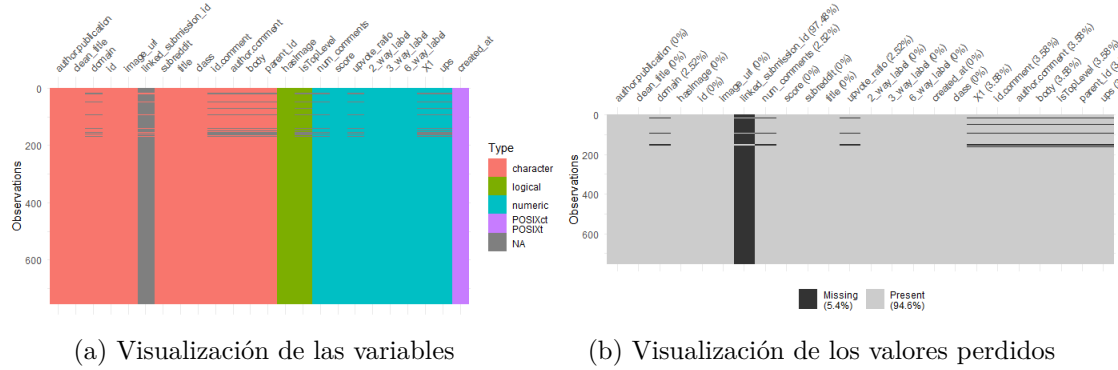 author.publication
clean_title
domain
id
image_url
linked_submission_id
subreddit
title
class
id.comment
author.comment
body
parent_id
hasImage
isTopLevel
num_comments
score
upvote_ratio
2_way_label
3_way_label
6_way_label
X1
ups
created_at
Observations
0
200
400
600
Type
character
logical
numeric
POSIXct
POSIXt
NA
(a) Visualización de las variables
author.publication (0%)
clean_title (0%)
domain (2.52%)
hasImage (0%)
id (0%)
image_url (0%)
linked_submission_id (97.48%)
num_comments (2.52%)
score (0%)
subreddit (0%)
title (0%)
upvote_ratio (2.52%)
2_way_label (0%)
3_way_label (0%)
6_way_label (0%)
created_at (0%)
class (0%)
X1 (3.58%)
id.comment (3.58%)
author.comment (3.58%)
body (3.58%)
isTopLevel (3.58%
parent_id (3.
ups (3.
Observations
0
200
400
600
Missing
(5.4%)
Present
(94.6%)
(b) Visualización de los valores perdidos